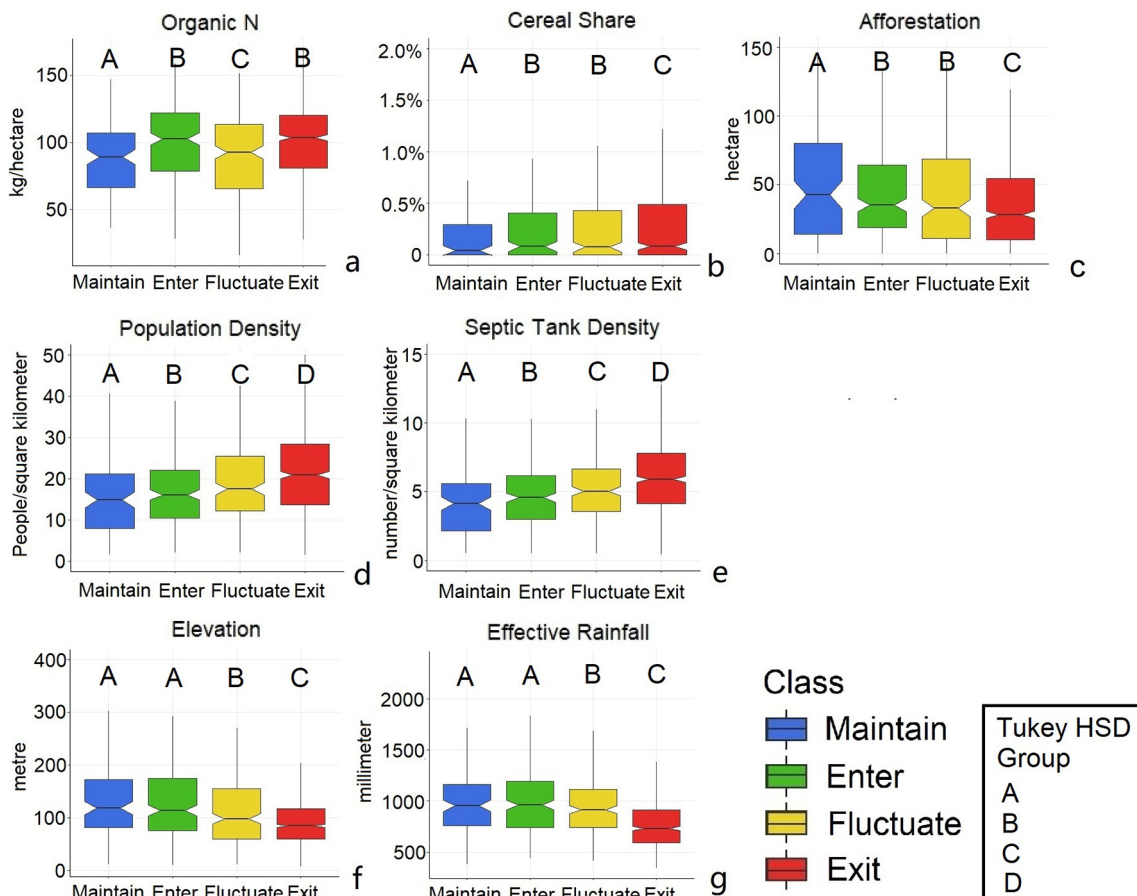 Organic N
kg/hectare
150
100
50
A B C B
Maintain Enter Fluctuate Exit
a
Cereal Share
2.0%
1.5%
1.0%
0.5%
0
A B B C
Maintain Enter Fluctuate Exit
b
Afforestation
hectare
150
100
50
0
A B B C
Maintain Enter Fluctuate Exit
c
Population Density
People/square kilometer
50
40
30
20
10
0
A B C D
Maintain Enter Fluctuate Exit
d
Septic Tank Density
number/square kilometer
15
10
5
0
A B C D
Maintain Enter Fluctuate Exit
e
Elevation
metre
400
300
200
100
0
A A B C
Maintain Enter Fluctuate Exit
f
Effective Rainfall
millimeter
2000
1500
1000
500
A A B C
Maintain Enter Fluctuate Exit
g
Class
Maintain
Enter
Fluctuate
Exit
Tukey HSD
Group
A
B
C
D